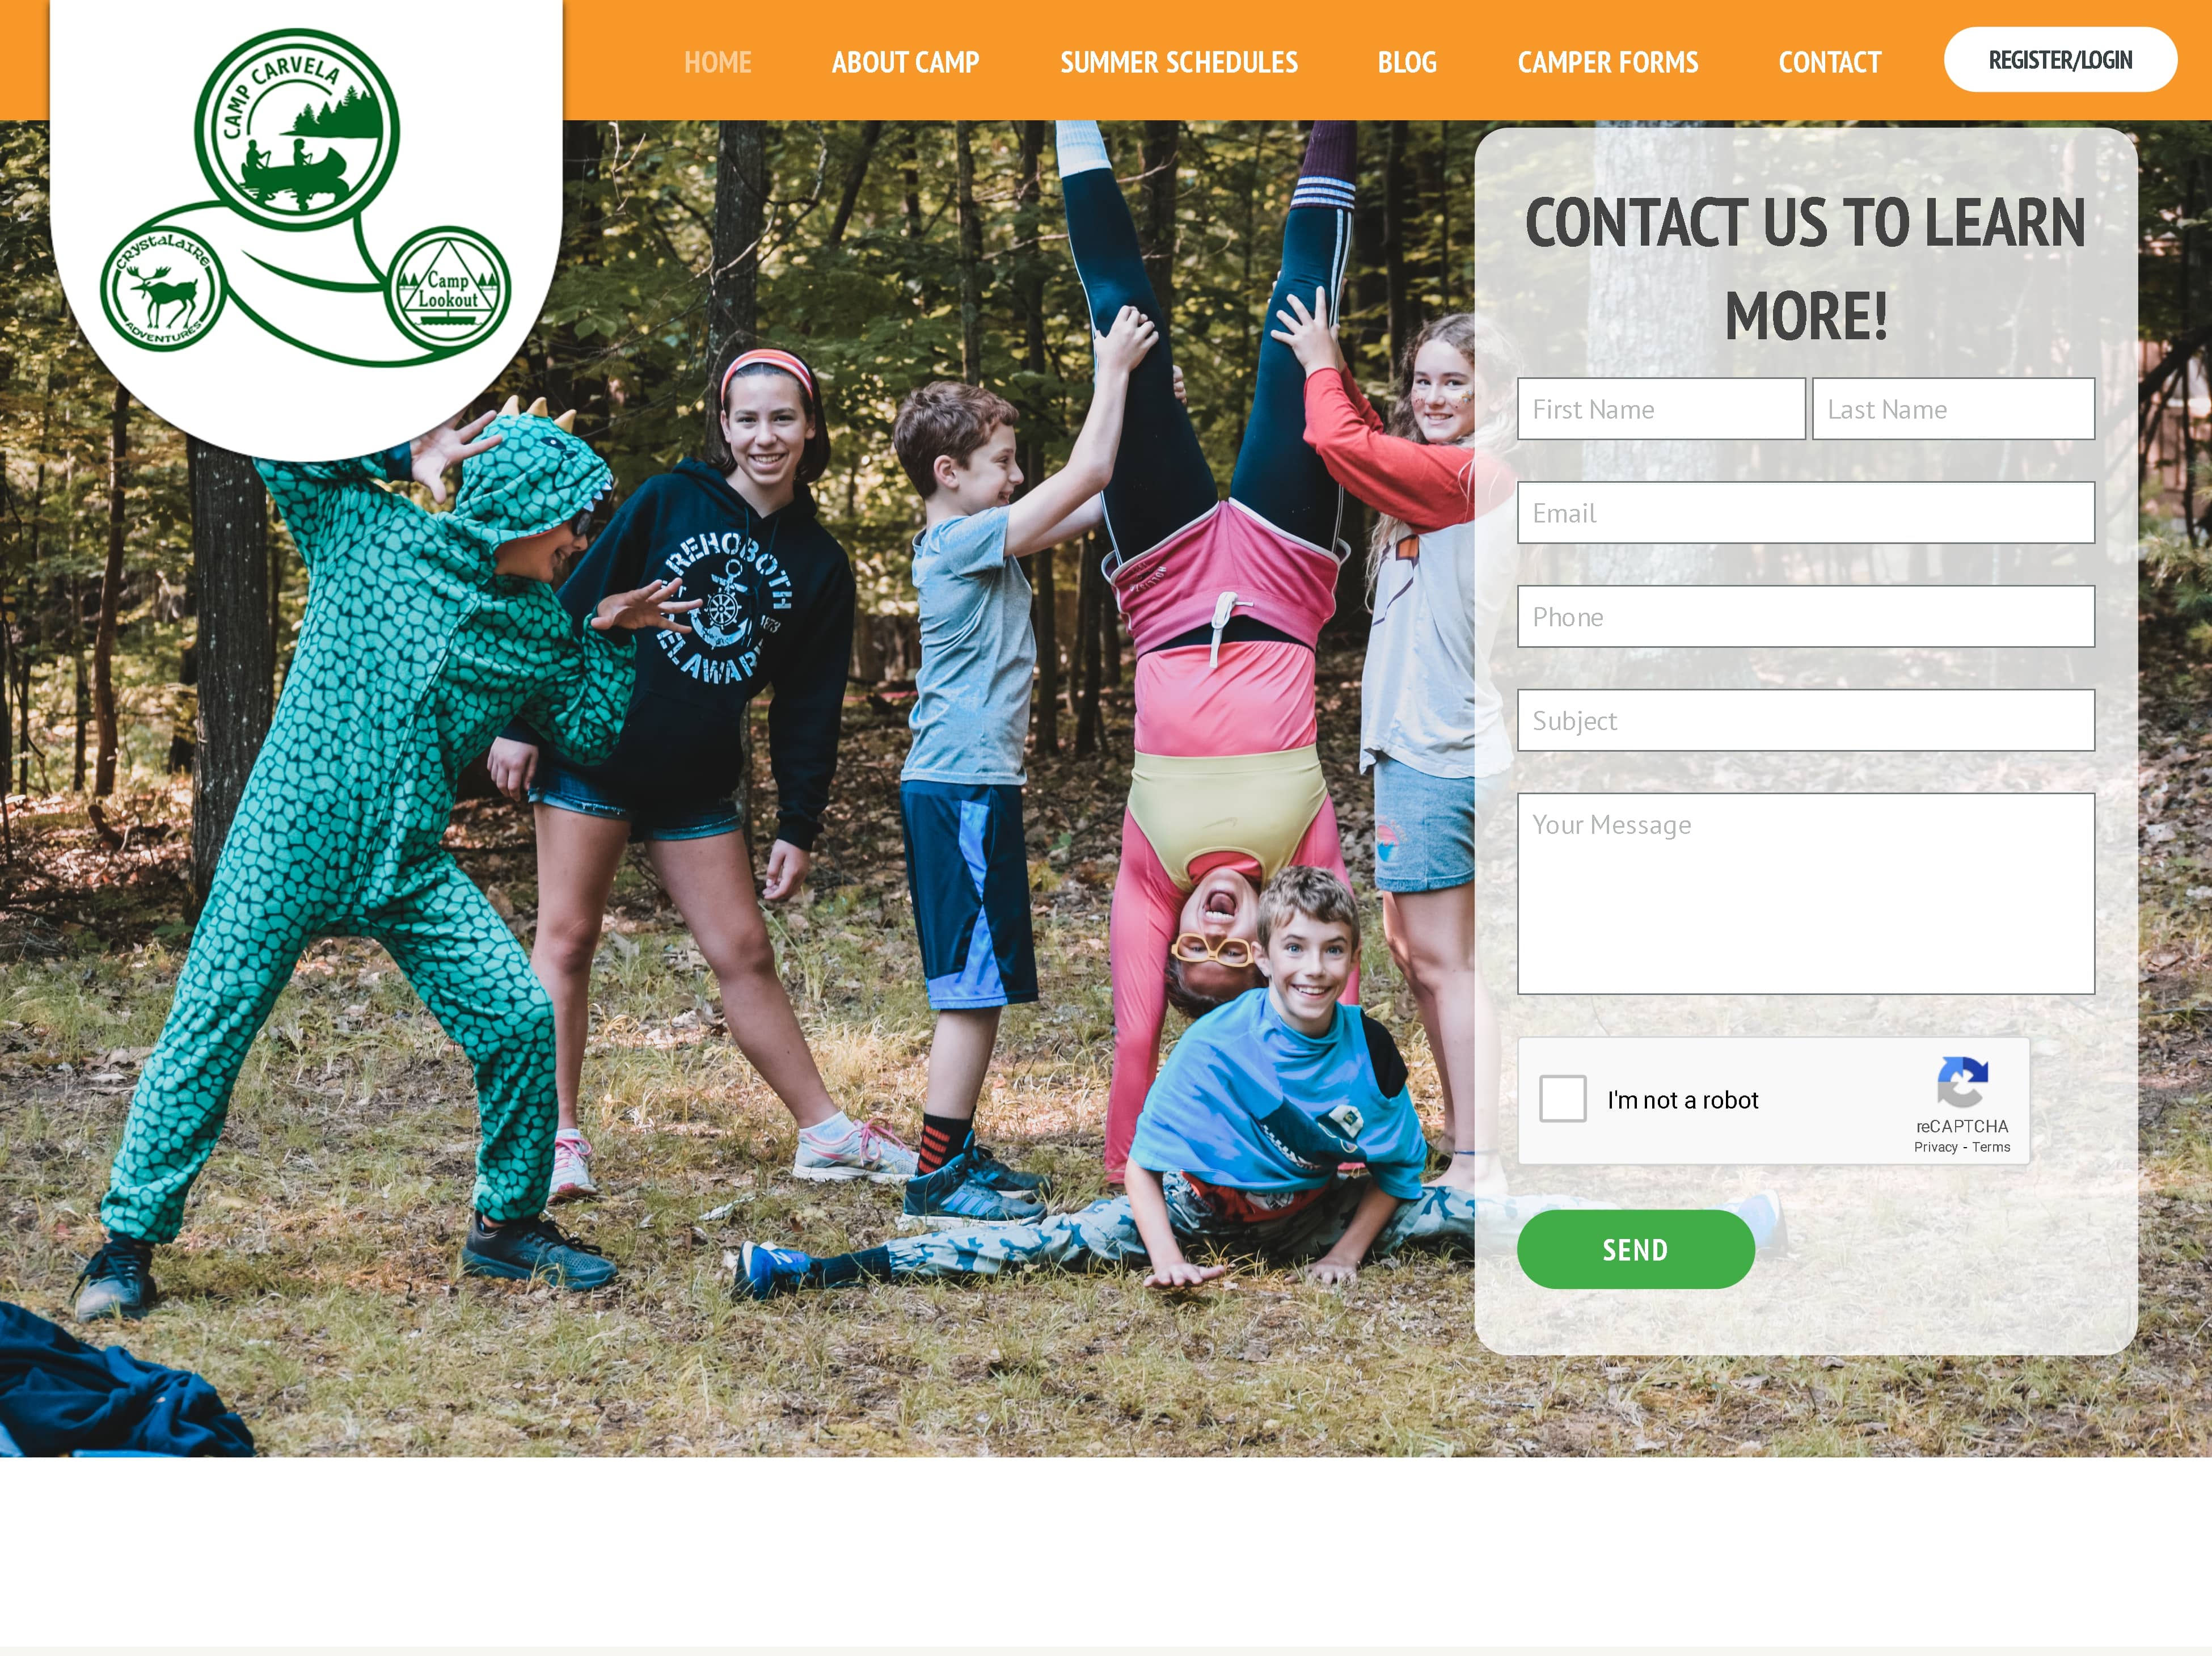 CAMP CARVELA
CRYSTALAIRE
ADVENTURES
Camp
Lookout
HOME
ABOUT CAMP
SUMMER SCHEDULES
BLOG
CAMPER FORMS
CONTACT
REGISTER/LOGIN
REHOBOTH
1873
CONTACT US TO LEARN
MORE!
First Name
Last Name
Email
Phone
Subject
Your Message
I'm not a robot
reCAPTCHA
Privacy - Terms
SEND